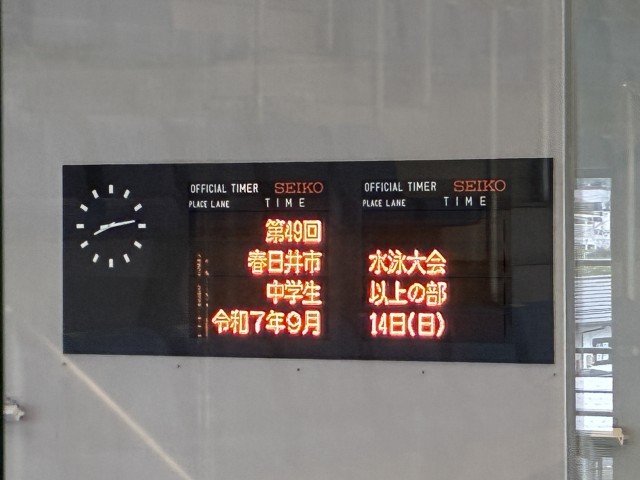 OFFICIAL TIMER SEIKO
PLACE LANE TIME
OFFICIAL TIMER SEIKO
PLACE LANE TIME
第49回
春日井市 水泳大会
中学生 以上の部
令和7年9月 14日(日)